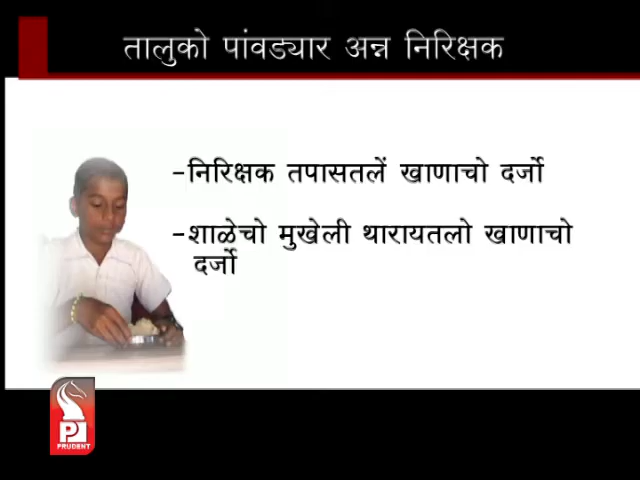 तालुको पांवड्यार अन्न निरिक्षक
-निरिक्षक तपासतलें खाणाचो दर्जो
-शाळेचो मुखेली थारायतलो खाणाचो
दर्जो
PRUDENT